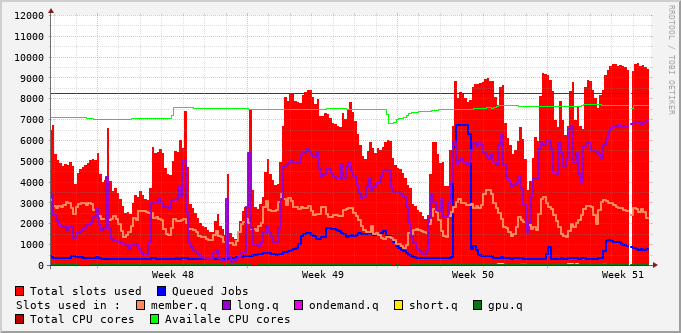 12000
11000
10000
9000
8000
7000
6000
5000
4000
3000
2000
1000
0
Week 48 Week 49 Week 50 Week 51
RRDTOOL / TOBI OETIKER
Total slots used Queued Jobs
Slots used in : member.q long.q ondemand.q short.q gpu.q
Total CPU cores Availale CPU cores